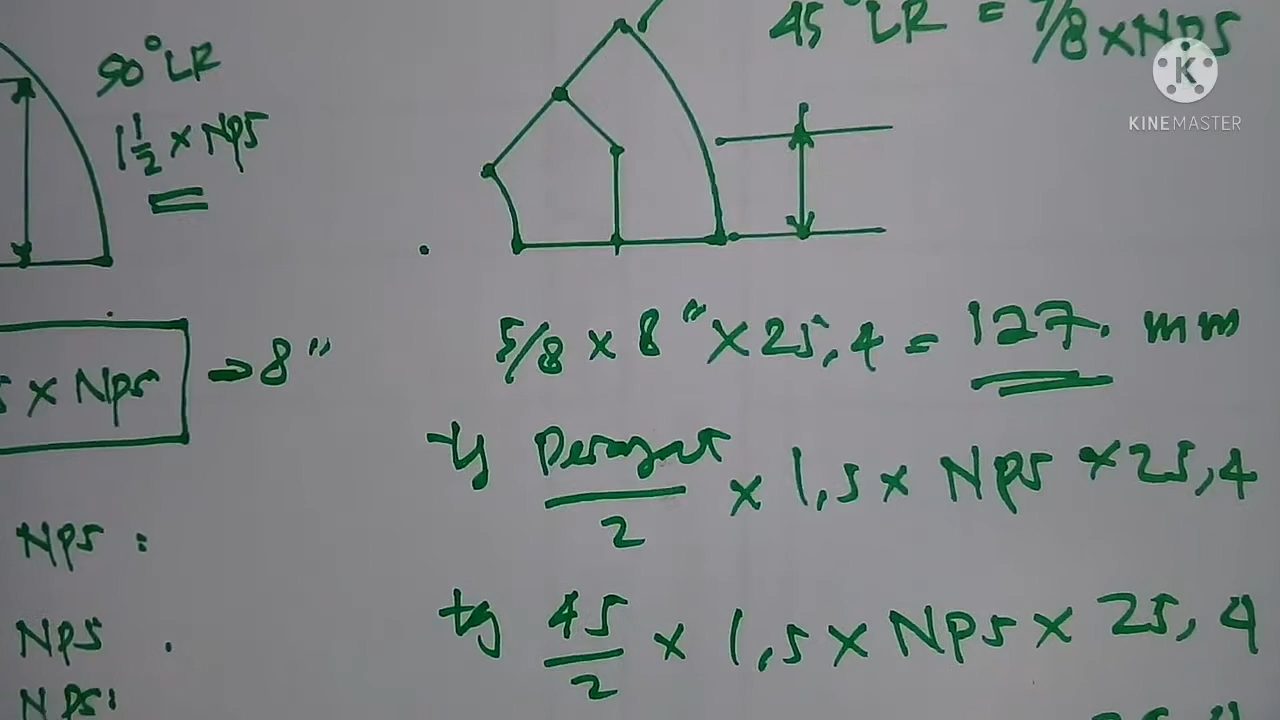 90° LR
1 1/2 × NPS
45° LR = 7/8 × NPS
K
KINEMASTER
× NPS ⇒ 8"
5/8 × 8" × 25,4 = 127. mm
tg Derajat/2 × 1,5 × NPS × 25,4
NPS :
tg 45/2 × 1,5 × NPS × 25,4
NPS .
NPS: